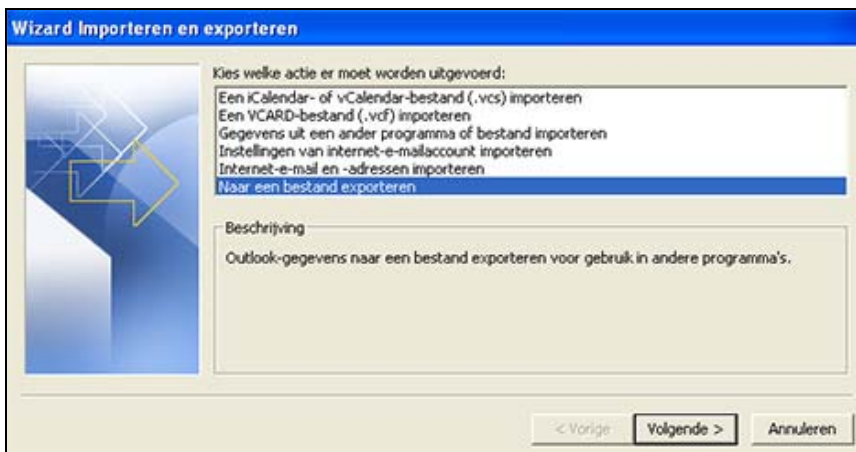 Wizard Importeren en exporteren
Kies welke actie er moet worden uitgevoerd:
Een iCalendar- of vCalendar-bestand (.vcs) importeren
Een VCARD-bestand (.vcf) importeren
Gegevens uit een ander programma of bestand importeren
Instellingen van internet-e-mailaccount importeren
Internet-e-mail en -adressen importeren
Naar een bestand exporteren
Beschrijving
Outlook-gegevens naar een bestand exporteren voor gebruik in andere programma's.
< Vorige Volgende > Annuleren